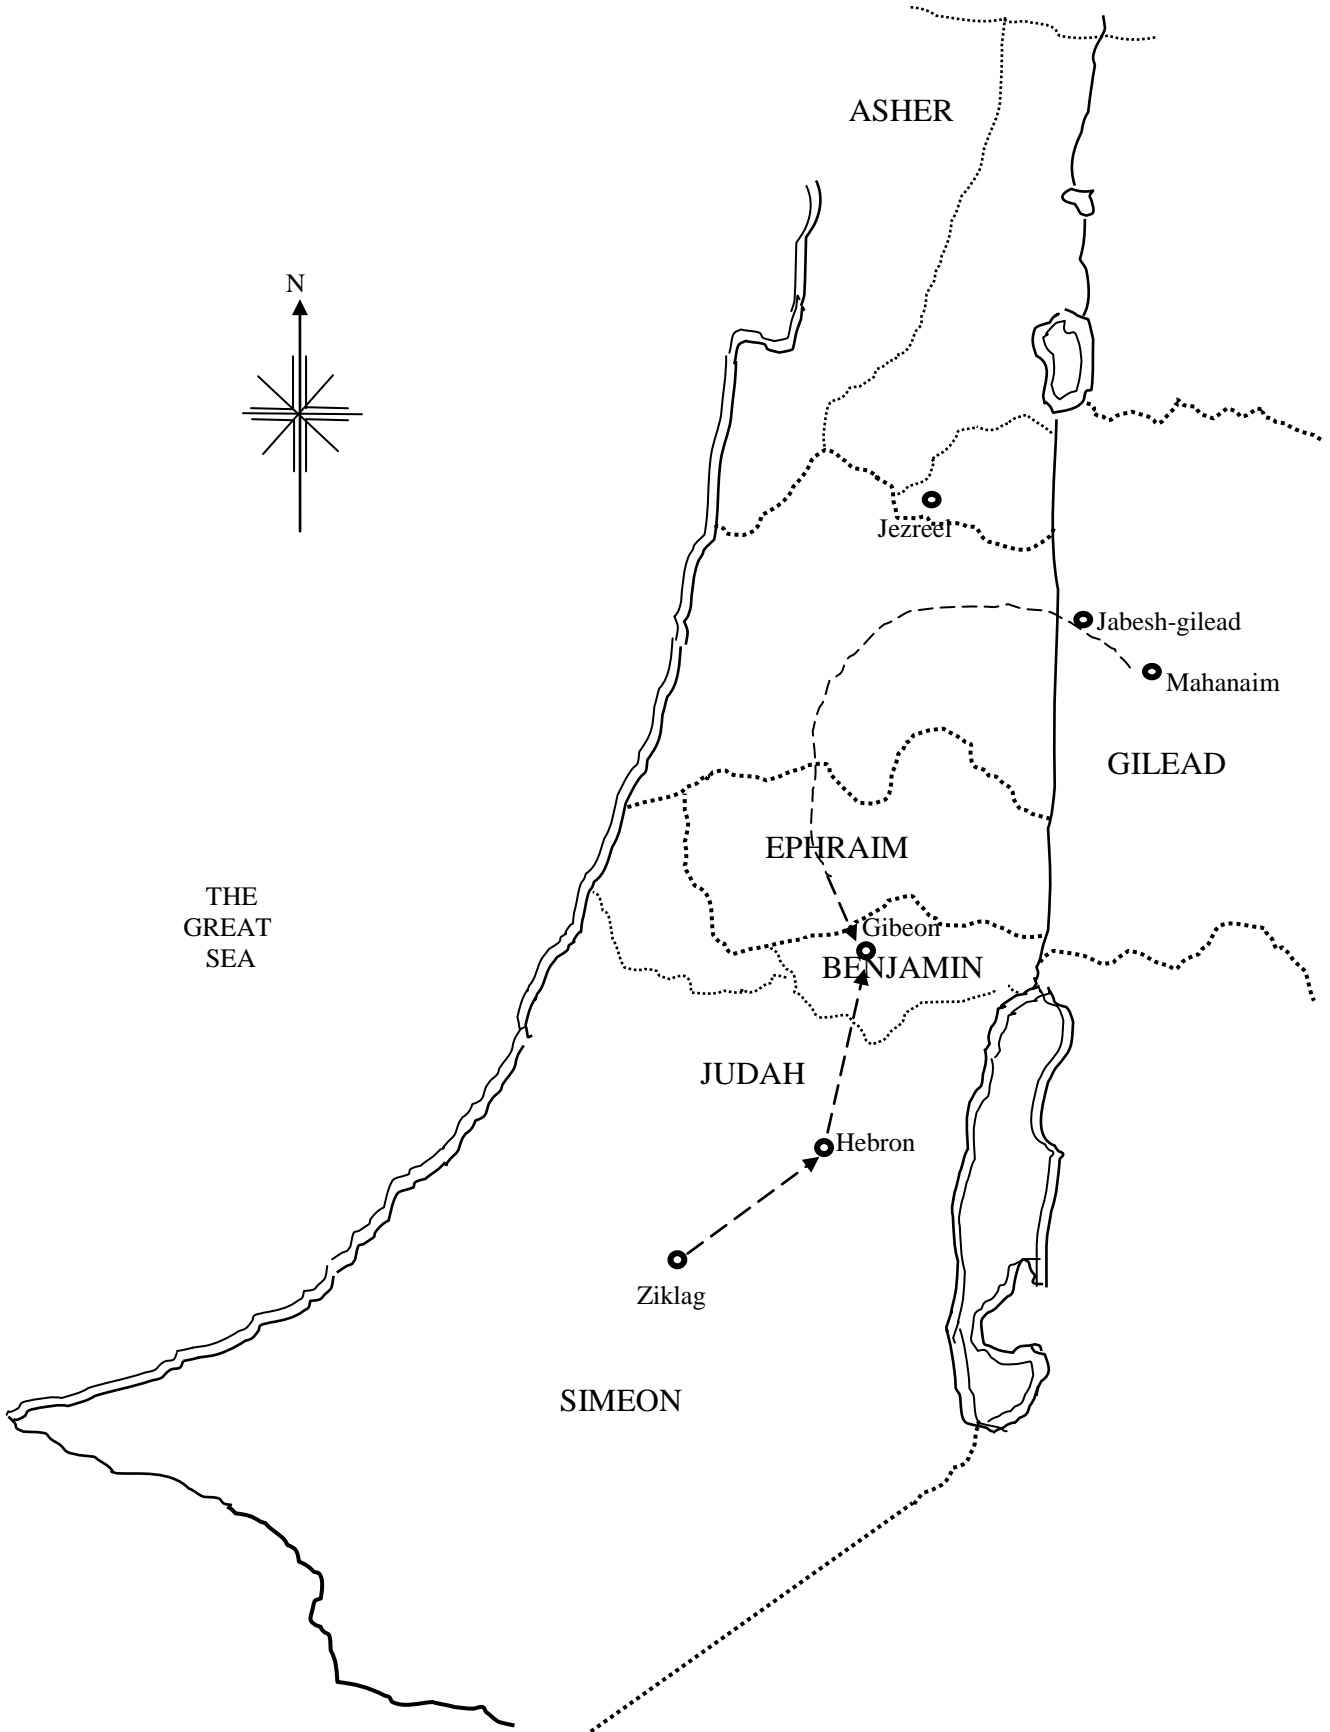 ASHER
N
Jezreel
Jabesh-gilead
Mahanaim
GILEAD
EPHRAIM
THE
GREAT
SEA
Gibeon
BENJAMIN
JUDAH
Hebron
Ziklag
SIMEON